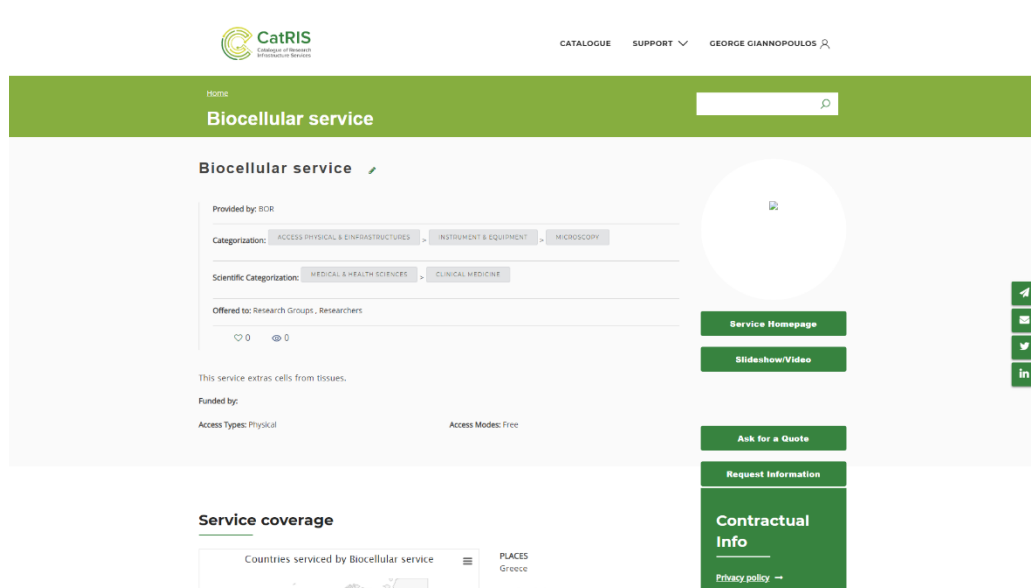 CatRIS
Catalogue of Research
Infrastructure Services
CATALOGUE SUPPORT GEORGE GIANNOPOULOS
Home
Biocellular service
Biocellular service
Provided by: BOR
Categorization: ACCESS PHYSICAL & EINFRASTRUCTURES > INSTRUMENT & EQUIPMENT > MICROSCOPY
Scientific Categorization: MEDICAL & HEALTH SCIENCES > CLINICAL MEDICINE
Offered to: Research Groups , Researchers
0 0
This service extras cells from tissues.
Funded by:
Access Types: Physical Access Modes: Free
Service Homepage
Slideshow/Video
Ask for a Quote
Request Information
Contractual
Info
Privacy policy →
Service coverage
Countries serviced by Biocellular service
PLACES
Greece
in